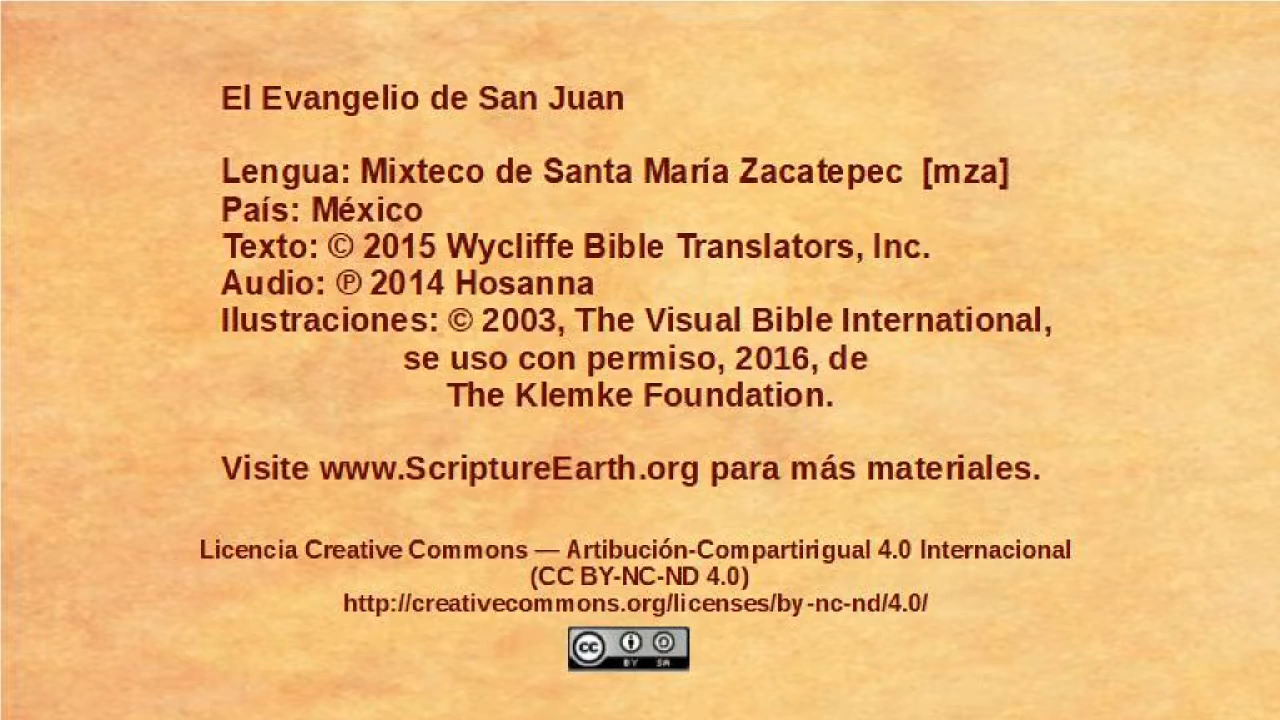 El Evangelio de San Juan
Lengua: Mixteco de Santa María Zacatepec [mza]
País: México
Texto: © 2015 Wycliffe Bible Translators, Inc.
Audio: ℗ 2014 Hosanna
Ilustraciones: © 2003, The Visual Bible International,
se uso con permiso, 2016, de
The Klemke Foundation.
Visite www.ScriptureEarth.org para más materiales.
Licencia Creative Commons — Artibución-Compartirigual 4.0 Internacional
(CC BY-NC-ND 4.0)
http://creativecommons.org/licenses/by-nc-nd/4.0/
cc BY SA